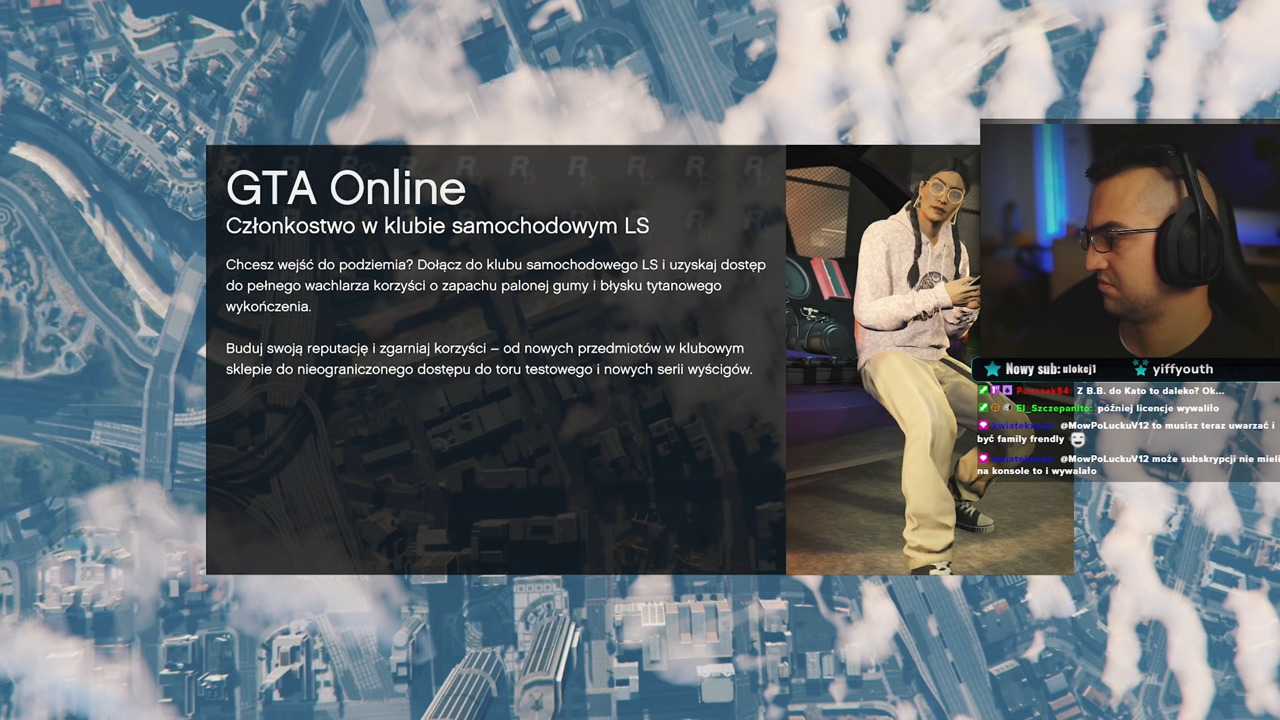 GTA Online
Członkostwo w klubie samochodowym LS
Chcesz wejść do podziemia? Dołącz do klubu samochodowego LS i uzyskaj dostęp
do pełnego wachlarza korzyści o zapachu palonej gumy i błysku tytanowego
wykończenia.
Buduj swoją reputację i zgarniaj korzyści – od nowych przedmiotów w klubowym
sklepie do nieograniczonego dostępu do toru testowego i nowych serii wyścigów.
Nowy sub: ulokej1
yiffyouth
Z B.B. do Kato to daleko? Ok...
El_Szczepanito: później licencje wywaliło
@MowPoLuckuV12 to musisz teraz uwarzać i
być family frendly
@MowPoLuckuV12 może subskrypcji nie mieli
na konsole to i wywalało